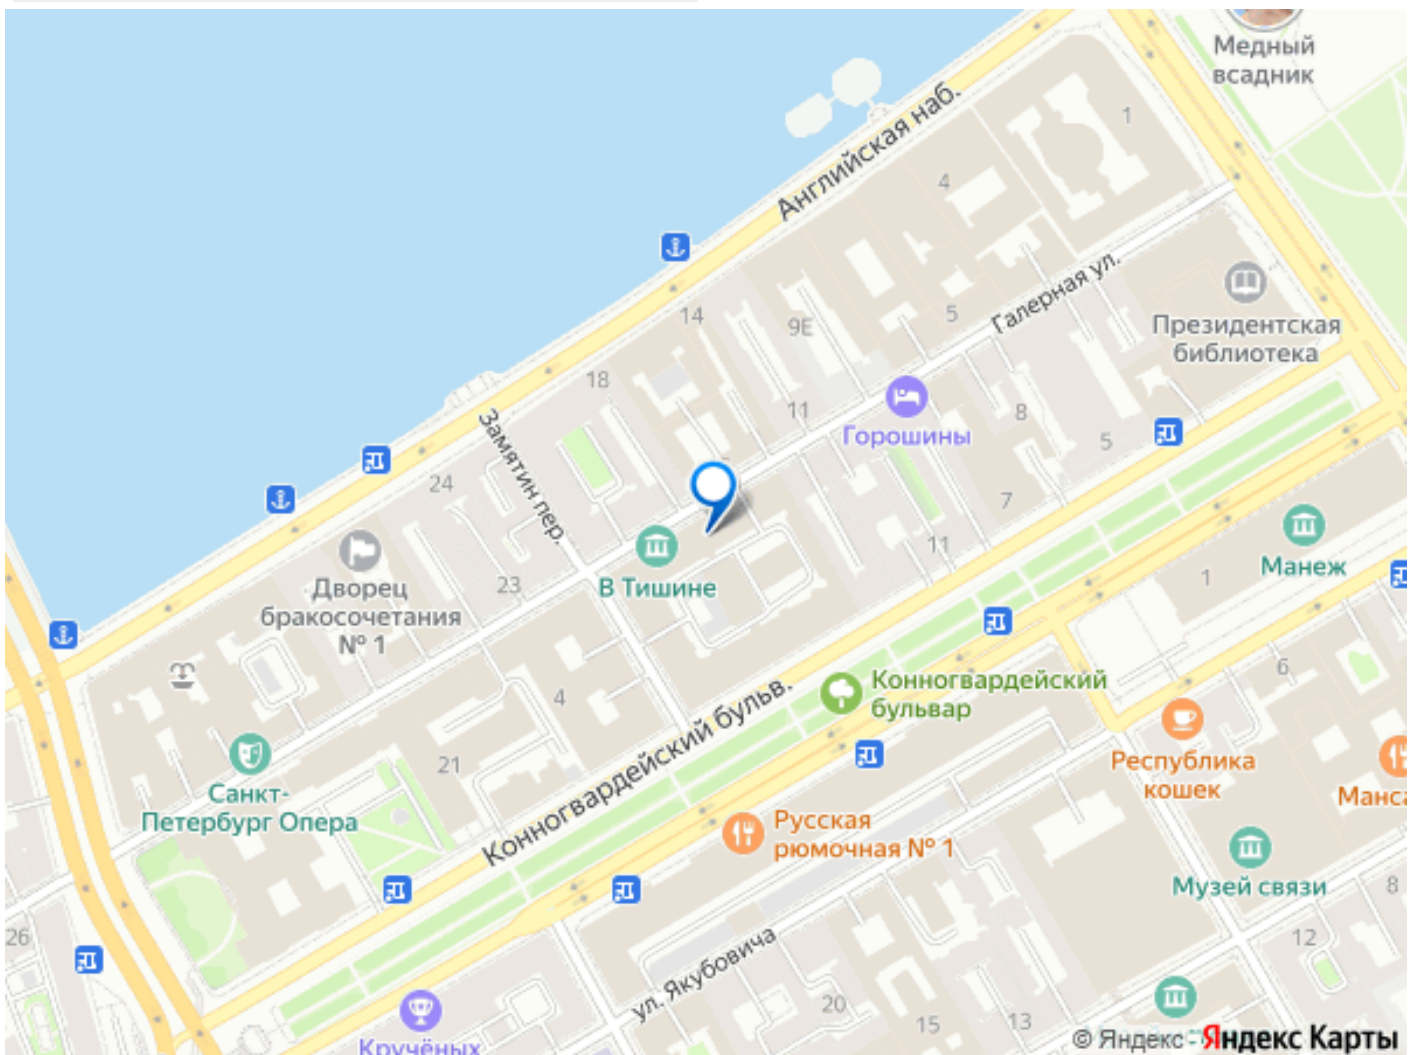 Медный
всадник
1
Английская наб.
4
Галерная ул.
5
14
9Е
Президентская
библиотека
18
11
Горошины
8
5
Замятин пер.
24
7
11
Манеж
1
В Тишине
23
Дворец
бракосочетания
№ 1
6
4
Конногвардейский
бульвар
Конногвардейский бульв.
Республика
кошек
21
Санкт-
Петербург Опера
Манса
Русская
рюмочная № 1
Музей связи
8
26
12
ул. Якубовича
20
15
13
Кручёных
© Яндекс Яндекс Карты